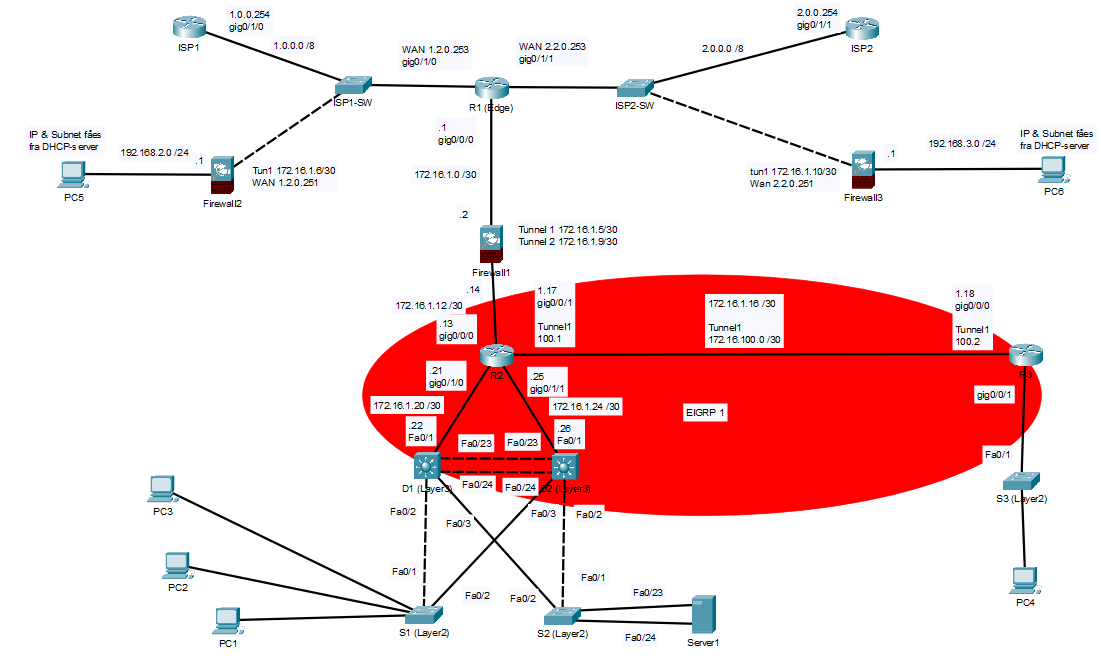 1.0.0.254
gig0/1/0
ISP1
1.0.0.0 /8
WAN 1.2.0.253
gig0/1/0
WAN 2.2.0.253
gig0/1/1
2.0.0.254
gig0/1/1
ISP2
2.0.0.0 /8
ISP1-SW
R1 (Edge)
ISP2-SW
IP & Subnet fåes
fra DHCP-server
192.168.2.0 /24
.1
PC5
Firewall2
Tun1 172.16.1.6/30
WAN 1.2.0.251
.1
gig0/0/0
172.16.1.0 /30
.2
tun1 172.16.1.10/30
Wan 2.2.0.251
.1
192.168.3.0 /24
IP & Subnet fåes
fra DHCP-server
Firewall3
PC6
Tunnel 1 172.16.1.5/30
Tunnel 2 172.16.1.9/30
Firewall1
.14
172.16.1.12 /30
.13
gig0/0/0
1.17
gig0/0/1
Tunnel1
100.1
172.16.1.16 /30
Tunnel1
172.16.100.0 /30
1.18
gig0/0/0
Tunnel1
100.2
R2
R3
.21
gig0/1/0
.25
gig0/1/1
172.16.1.20 /30
172.16.1.24 /30
EIGRP 1
gig0/0/1
.22
Fa0/1
.26
Fa0/1
Fa0/23
Fa0/23
Fa0/24
Fa0/24
D1 (Layer3)
D2 (Layer3)
Fa0/1
S3 (Layer2)
PC3
Fa0/2
Fa0/3
Fa0/3
Fa0/2
PC2
Fa0/1
Fa0/2
Fa0/2
Fa0/1
PC4
PC1
S1 (Layer2)
S2 (Layer2)
Fa0/23
Fa0/24
Server1